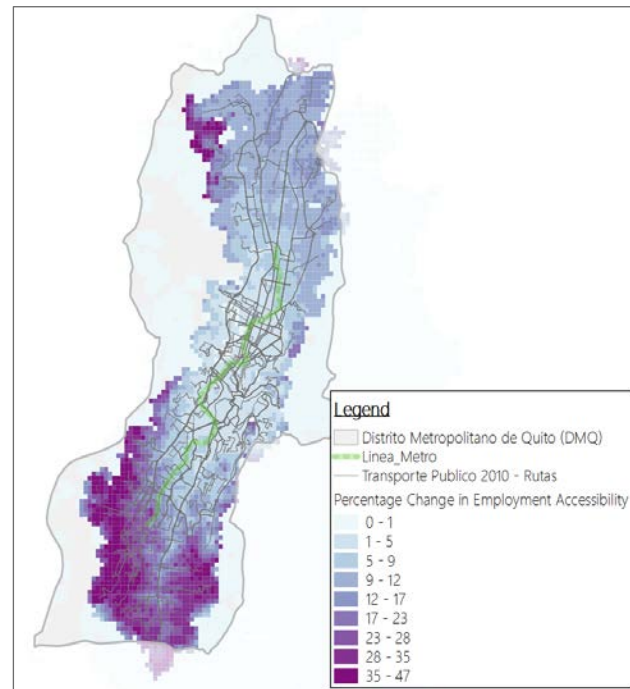 Legend
Distrito Metropolitano de Quito (DMQ)
Linea_Metro
Transporte Publico 2010 - Rutas
Percentage Change in Employment Accessibility
0 - 1
1 - 5
5 - 9
9 - 12
12 - 17
17 - 23
23 - 28
28 - 35
35 - 47